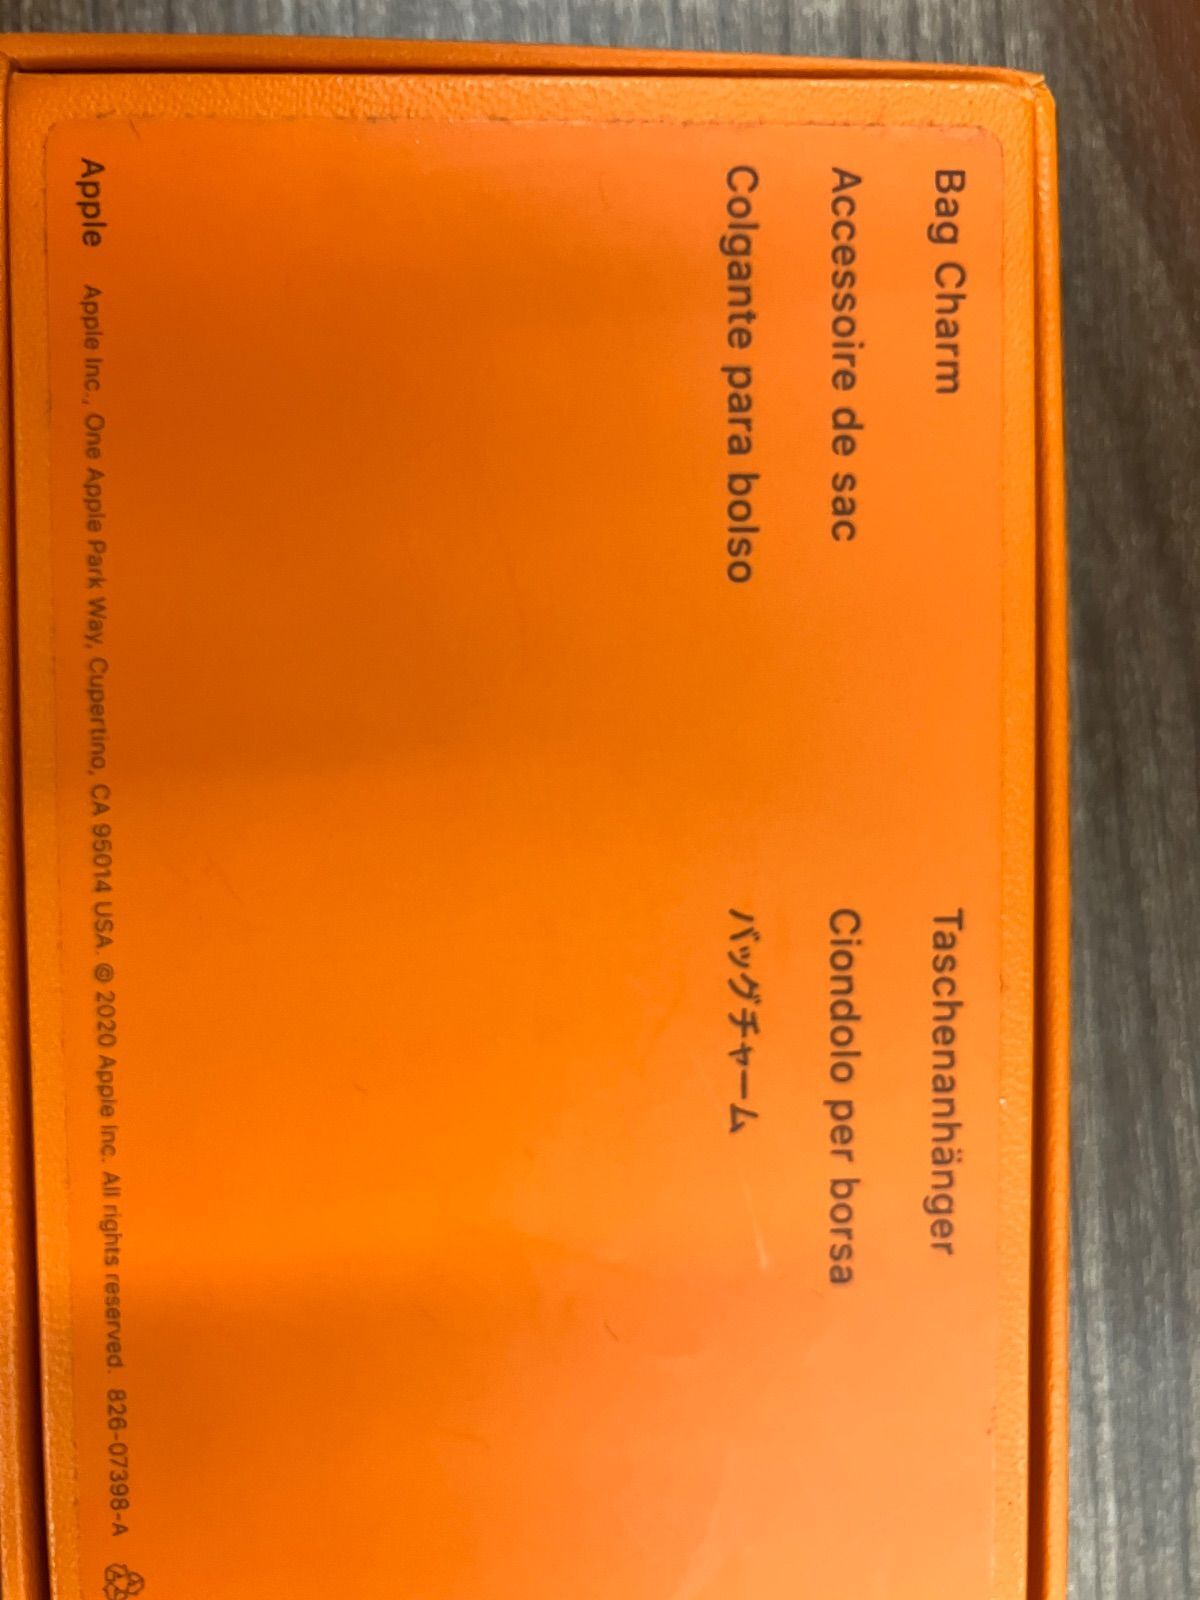 Bag Charm
Accessoire de sac
Colgante para bolso
Taschenanhänger
Ciondolo per borsa
バッグチャーム
Apple Apple Inc., One Apple Park Way, Cupertino, CA 95014 USA. © 2020 Apple Inc. All rights reserved. 826-07398-A